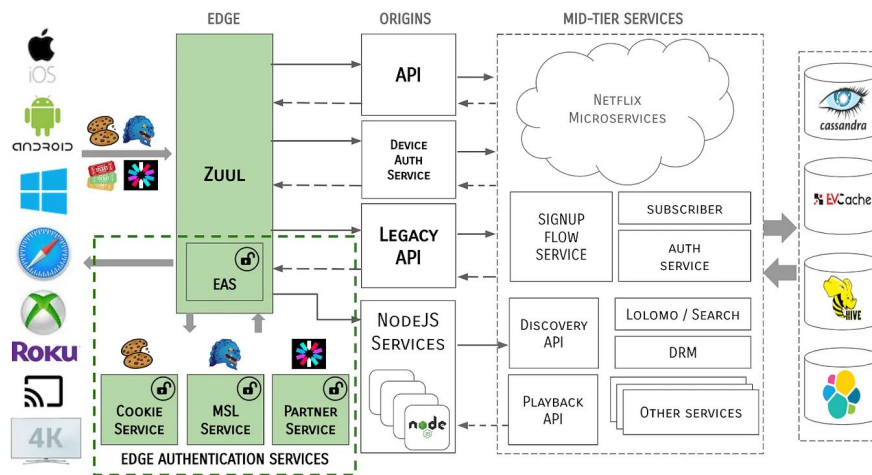 EDGE
ORIGINS
MID-TIER SERVICES
iOS
ANDROID
ROKU
4K
ZUUL
EAS
API
DEVICE
AUTH
SERVICE
LEGACY
API
NODEJS
SERVICES
node
JS
NETFLIX
MICROSERVICES
SIGNUP
FLOW
SERVICE
SUBSCRIBER
AUTH
SERVICE
DISCOVERY
API
LOLOMO / SEARCH
DRM
PLAYBACK
API
OTHER SERVICES
cassandra
EVCache
HIVE
COOKIE
SERVICE
MSL
SERVICE
PARTNER
SERVICE
EDGE AUTHENTICATION SERVICES